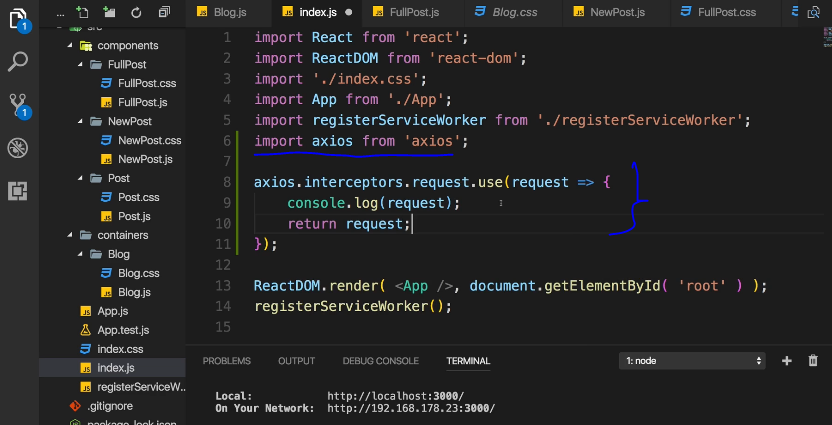 ... Blog.js index.js FullPost.js Blog.css NewPost.js FullPost.css
1
src
components
FullPost
FullPost.css
FullPost.js
NewPost
NewPost.css
NewPost.js
Post
Post.css
Post.js
containers
Blog
Blog.css
Blog.js
App.js
App.test.js
index.css
index.js
registerServiceW..
.gitignore
package-lock.json
1
1 import React from 'react';
2 import ReactDOM from 'react-dom';
3 import './index.css';
4 import App from './App';
5 import registerServiceWorker from './registerServiceWorker';
6 import axios from 'axios';
7
8 axios.interceptors.request.use(request => {
9 console.log(request);
10 return request;
11 });
12
13 ReactDOM.render( <App />, document.getElementById( 'root' ) );
14 registerServiceWorker();
15
PROBLEMS OUTPUT DEBUG CONSOLE TERMINAL 1: node
Local: http://localhost:3000/
On Your Network: http://192.168.178.23:3000/